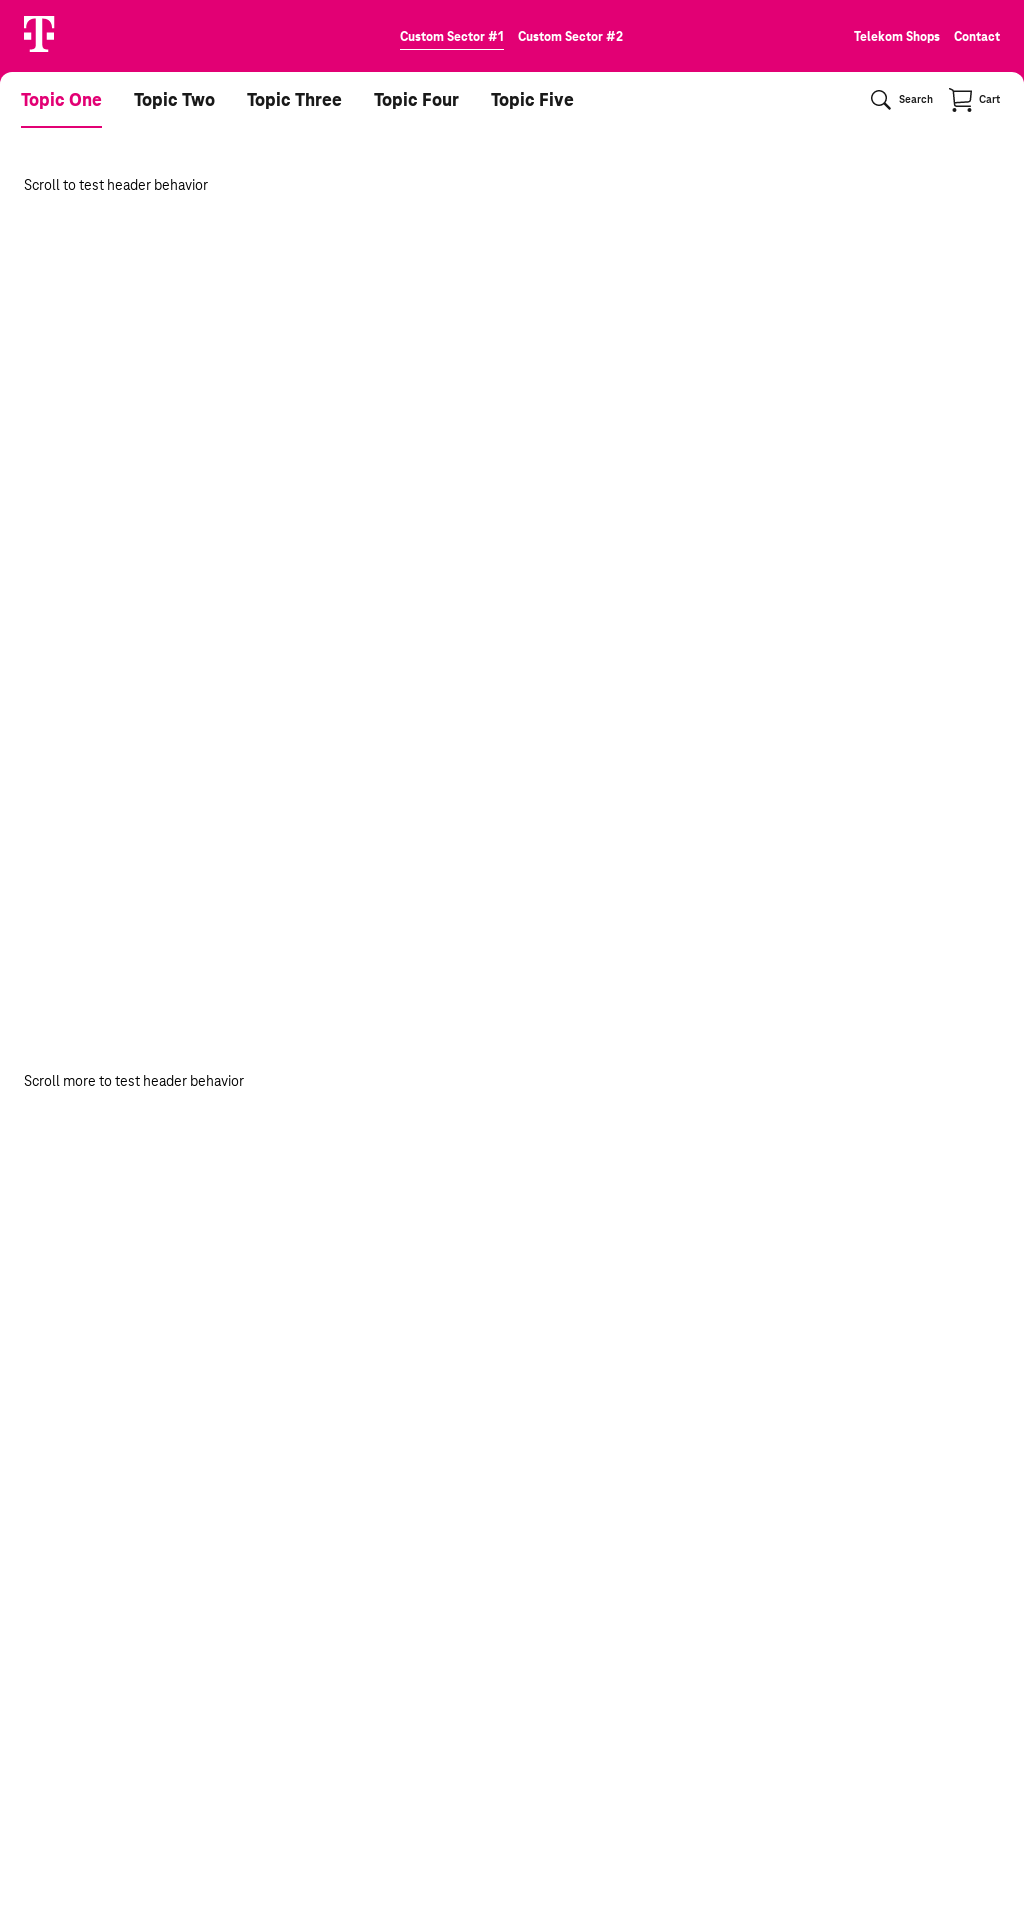 T
Custom Sector #1 Custom Sector #2 Telekom Shops Contact
Topic One Topic Two Topic Three Topic Four Topic Five Search Cart
Scroll to test header behavior
Scroll more to test header behavior